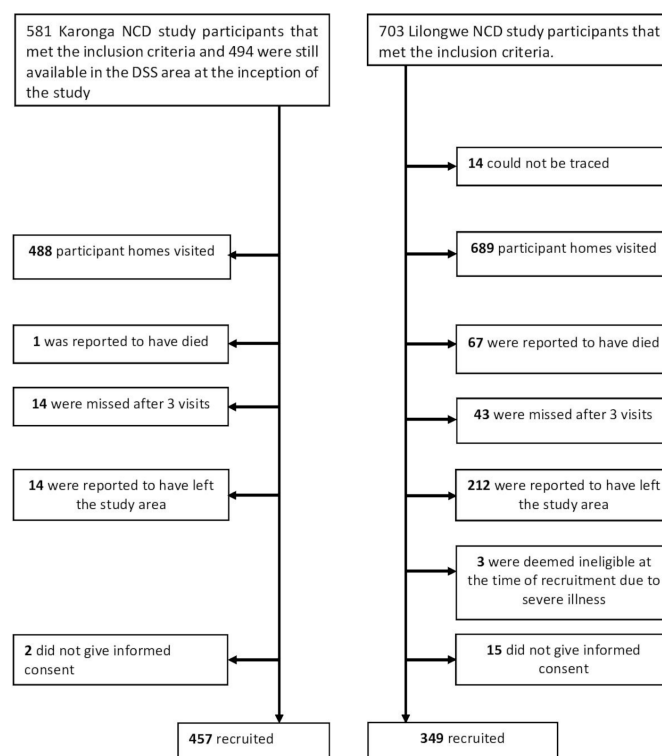 581 Karonga NCD study participants that
met the inclusion criteria and 494 were still
available in the DSS area at the inception of
the study
488 participant homes visited
1 was reported to have died
14 were missed after 3 visits
14 were reported to have left
the study area
2 did not give informed
consent
457 recruited
703 Lilongwe NCD study participants that
met the inclusion criteria.
14 could not be traced
689 participant homes visited
67 were reported to have died
43 were missed after 3 visits
212 were reported to have left
the study area
3 were deemed ineligible at
the time of recruitment due to
severe illness
15 did not give informed
consent
349 recruited